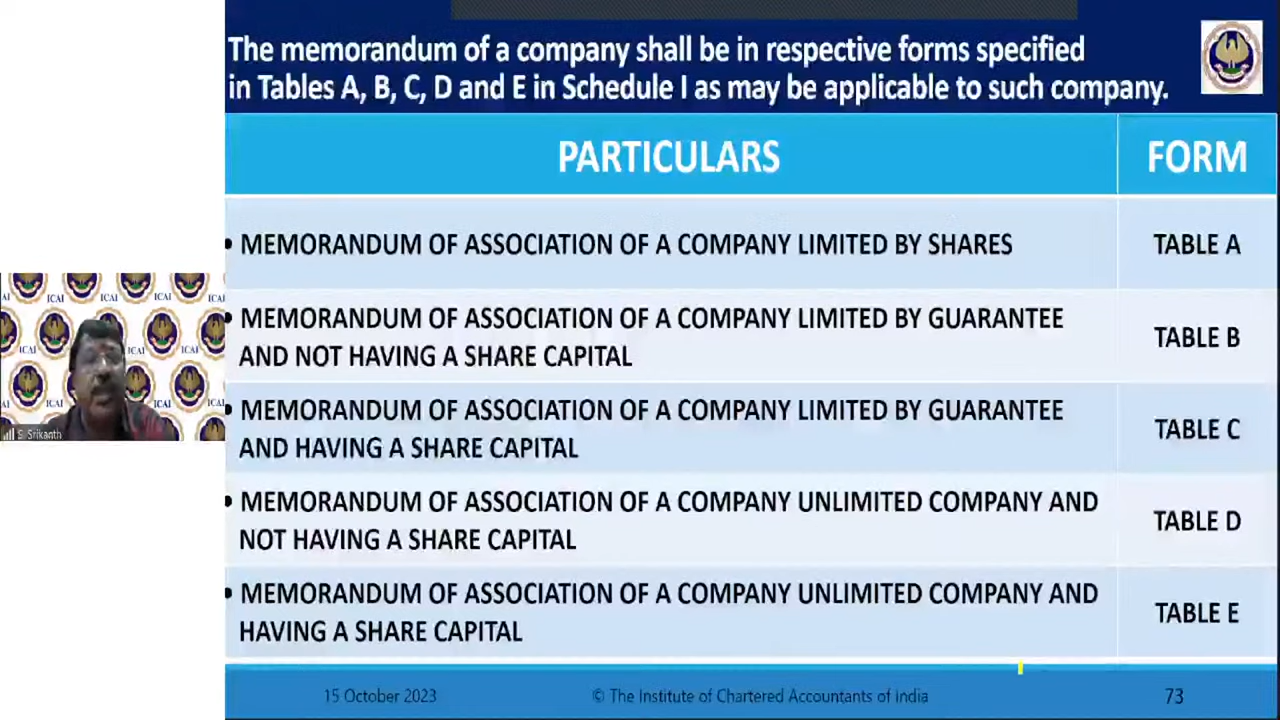 The memorandum of a company shall be in respective forms specified
in Tables A, B, C, D and E in Schedule I as may be applicable to such company.
PARTICULARS
FORM
• MEMORANDUM OF ASSOCIATION OF A COMPANY LIMITED BY SHARES
TABLE A
• MEMORANDUM OF ASSOCIATION OF A COMPANY LIMITED BY GUARANTEE
AND NOT HAVING A SHARE CAPITAL
TABLE B
• MEMORANDUM OF ASSOCIATION OF A COMPANY LIMITED BY GUARANTEE
AND HAVING A SHARE CAPITAL
TABLE C
• MEMORANDUM OF ASSOCIATION OF A COMPANY UNLIMITED COMPANY AND
NOT HAVING A SHARE CAPITAL
TABLE D
• MEMORANDUM OF ASSOCIATION OF A COMPANY UNLIMITED COMPANY AND
HAVING A SHARE CAPITAL
TABLE E
ICAI
ICAI
ICAI
S. Srikanth
15 October 2023
© The Institute of Chartered Accountants of India
73